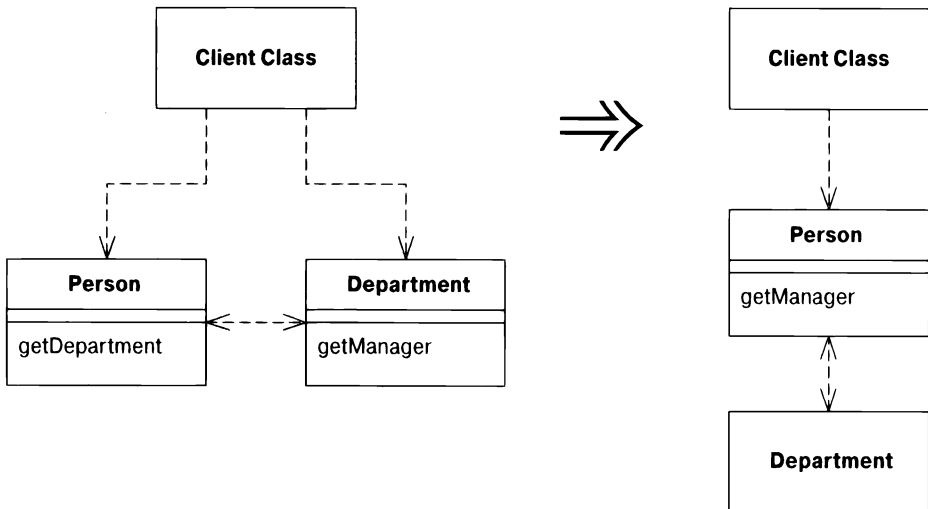 Client Class
Person
getDepartment
Department
getManager
Client Class
Person
getManager
Department